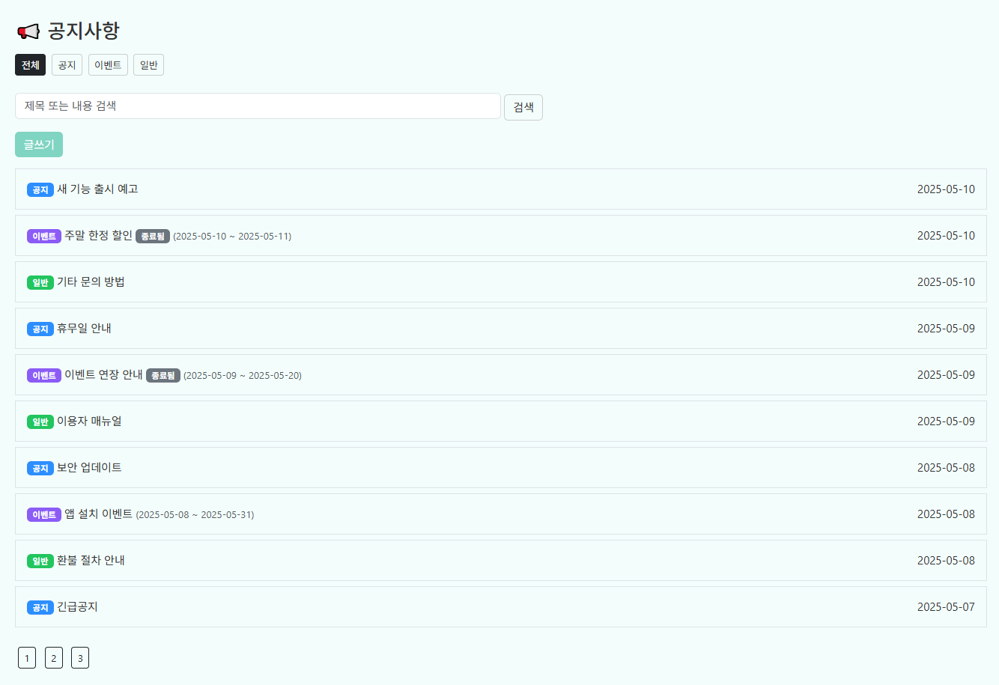 공지사항
전체 공지 이벤트 일반
제목 또는 내용 검색 검색
글쓰기
공지 새 기능 출시 예고 2025-05-10
이벤트 주말 한정 할인 종료됨 (2025-05-10 ~ 2025-05-11) 2025-05-10
일반 기타 문의 방법 2025-05-10
공지 휴무일 안내 2025-05-09
이벤트 이벤트 연장 안내 종료됨 (2025-05-09 ~ 2025-05-20) 2025-05-09
일반 이용자 매뉴얼 2025-05-09
공지 보안 업데이트 2025-05-08
이벤트 앱 설치 이벤트 (2025-05-08 ~ 2025-05-31) 2025-05-08
일반 환불 절차 안내 2025-05-08
공지 긴급공지 2025-05-07
1 2 3